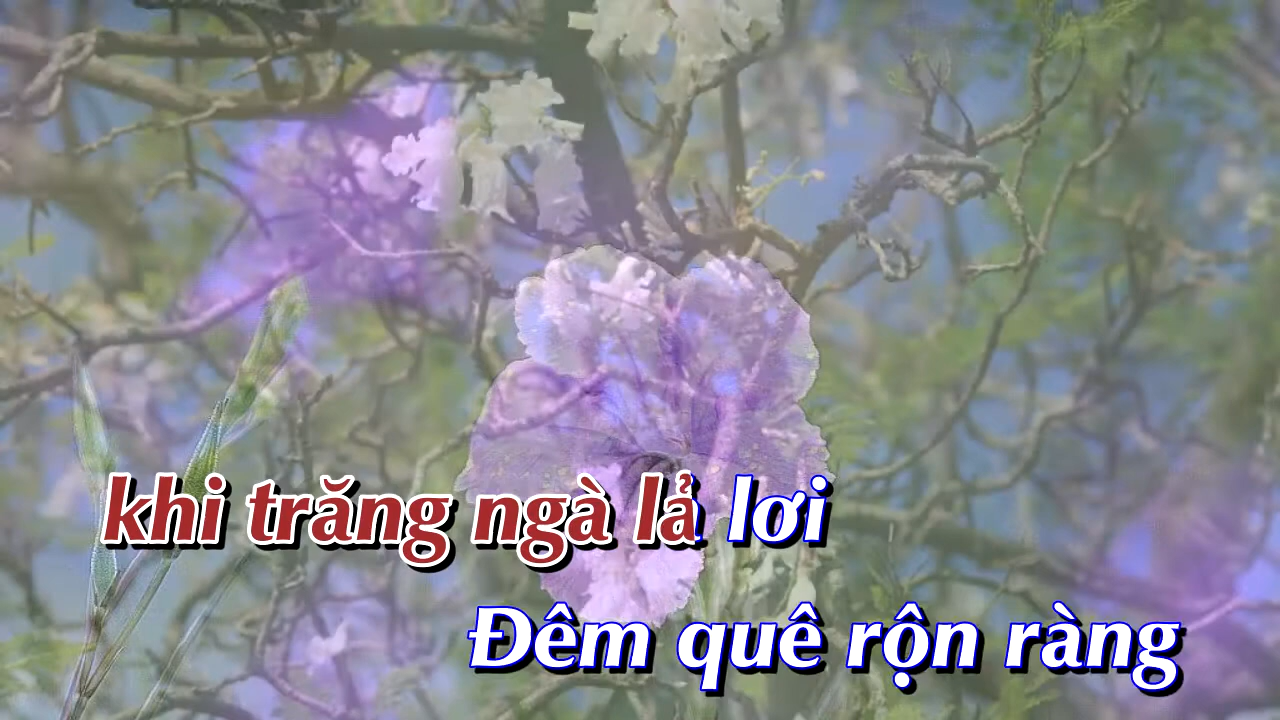 khi trăng ngà lả lơi
Đêm quê rộn ràng